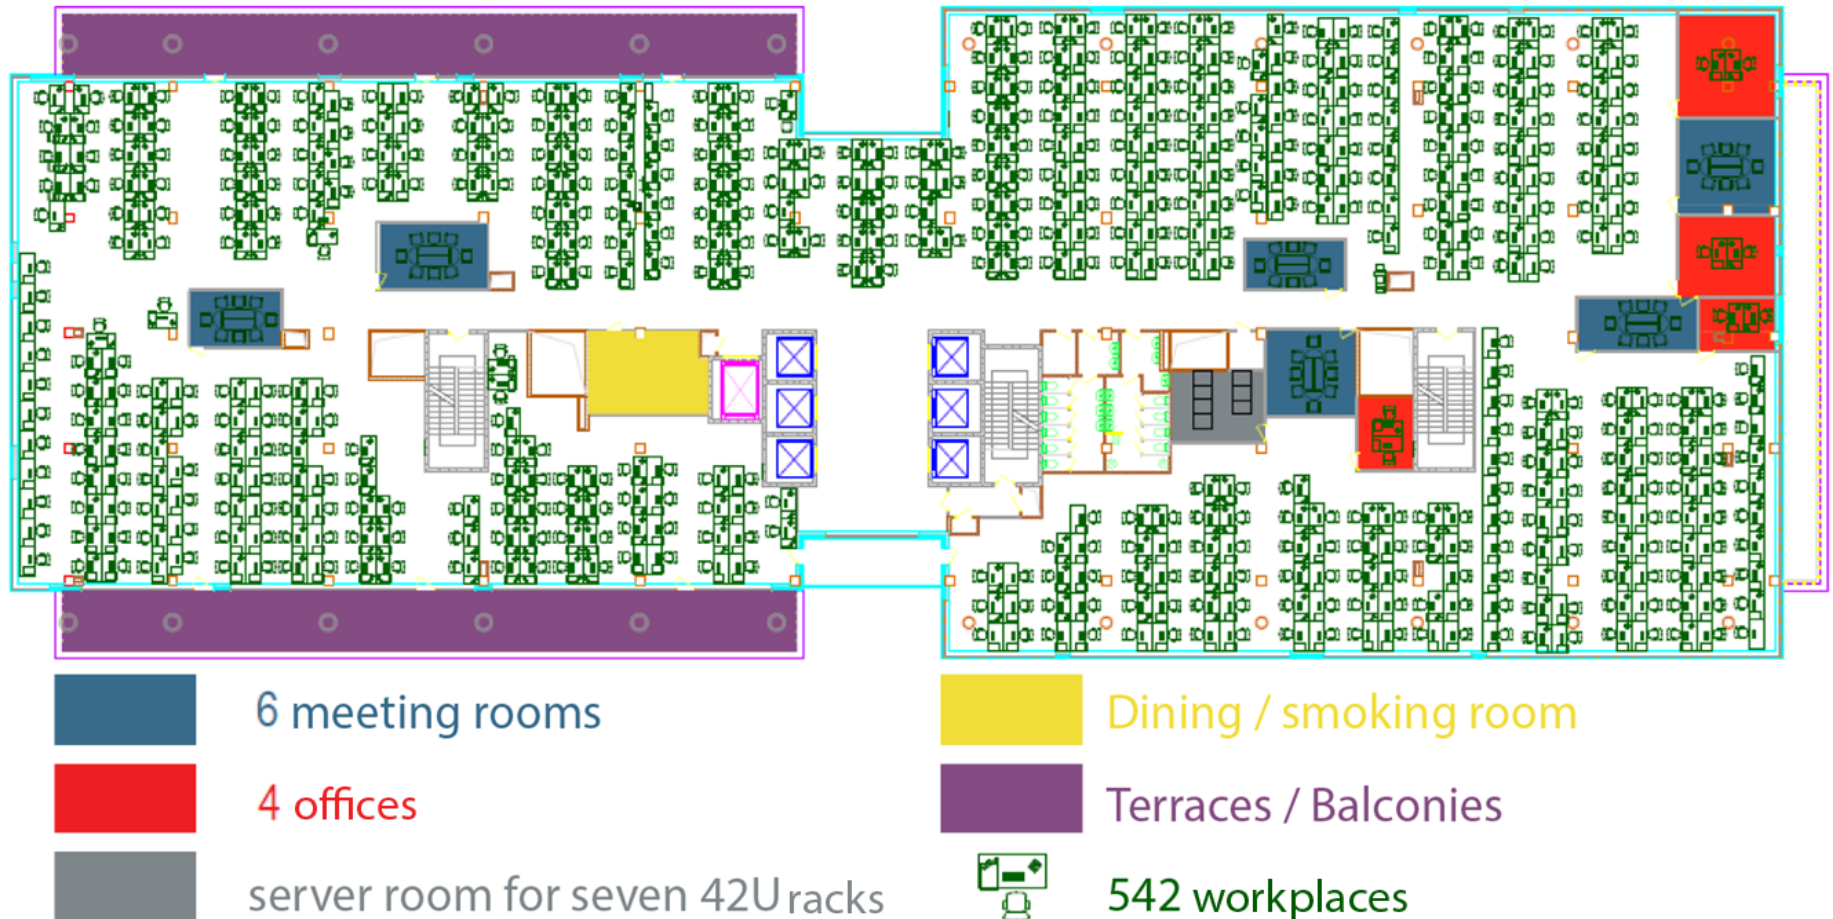 6 meeting rooms
4 offices
server room for seven 42U racks
Dining / smoking room
Terraces / Balconies
542 workplaces